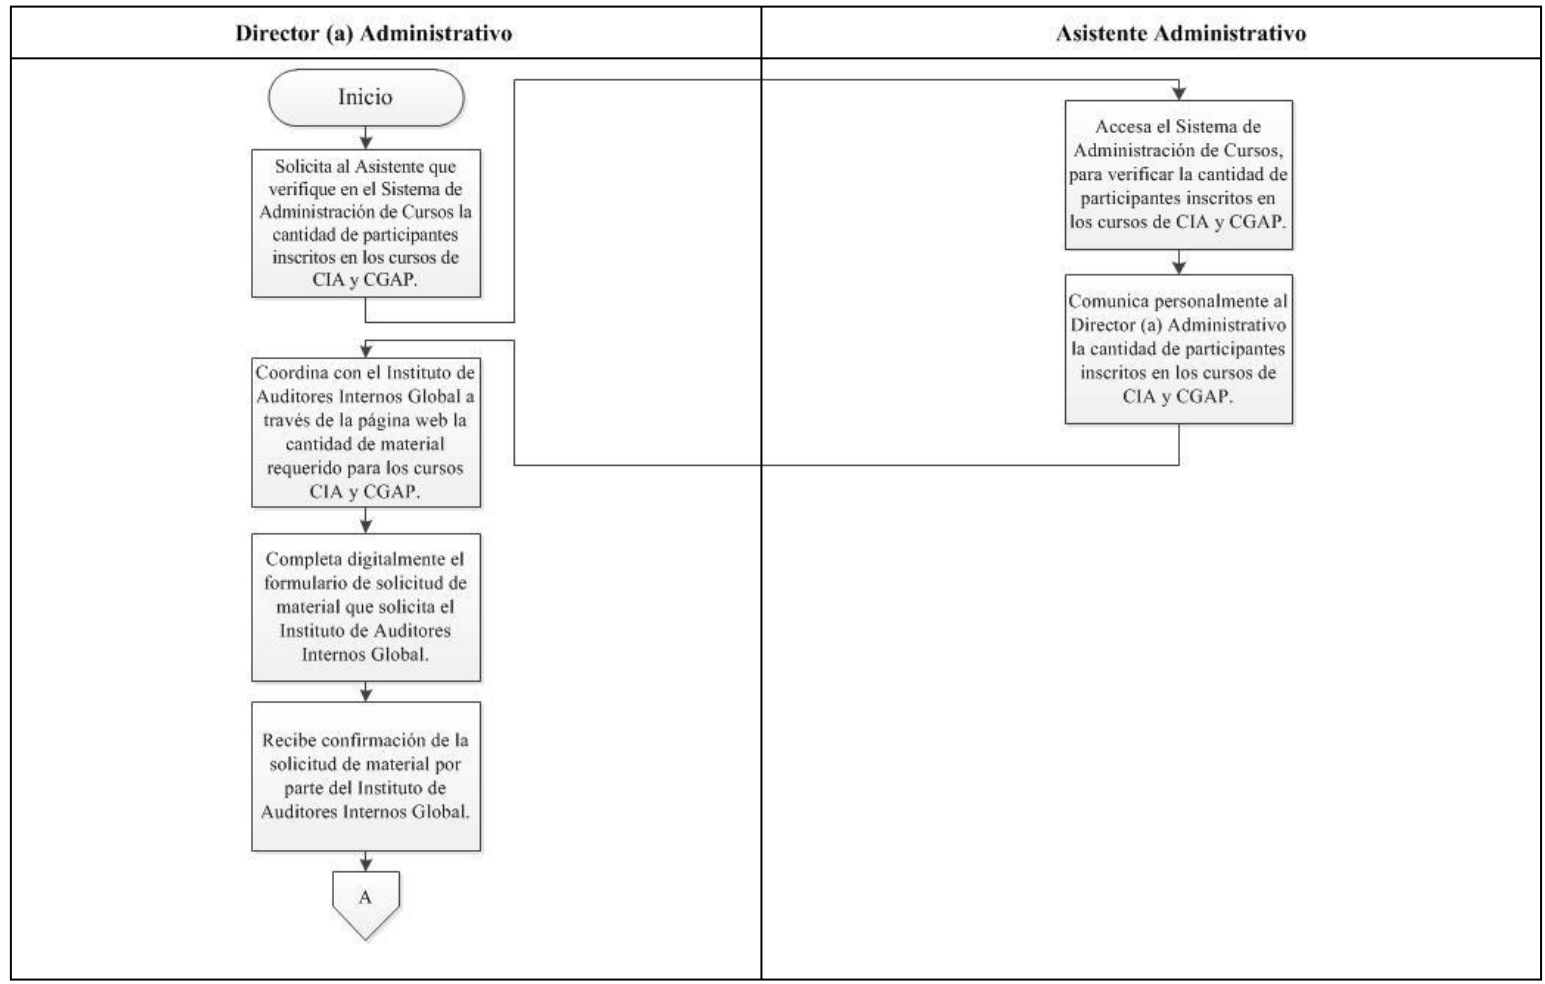 Director (a) Administrativo
Asistente Administrativo
Inicio
Solicita al Asistente que
verifique en el Sistema de
Administración de Cursos la
cantidad de participantes
inscritos en los cursos de
CIA y CGAP.
Accesa el Sistema de
Administración de Cursos,
para verificar la cantidad de
participantes inscritos en
los cursos de CIA y CGAP.
Comunica personalmente al
Director (a) Administrativo
la cantidad de participantes
inscritos en los cursos de
CIA y CGAP.
Coordina con el Instituto de
Auditores Internos Global a
través de la página web la
cantidad de material
requerido para los cursos
CIA y CGAP.
Completa digitalmente el
formulario de solicitud de
material que solicita el
Instituto de Auditores
Internos Global.
Recibe confirmación de la
solicitud de material por
parte del Instituto de
Auditores Internos Global.
A